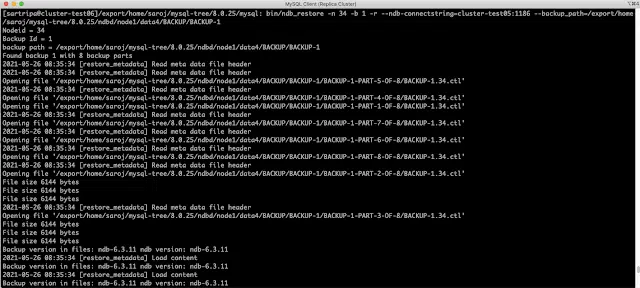 MySQL Client (Replica Cluster)
[sartripa@cluster-test06]/export/home/saroj/mysql-tree/8.0.25/mysql: bin/ndb_restore -n 34 -b 1 -r --ndb-connectstring=cluster-test05:1186 --backup_path=/export/home
/saroj/mysql-tree/8.0.25/ndbd/node1/data4/BACKUP/BACKUP-1
Nodeid = 34
Backup Id = 1
backup path = /export/home/saroj/mysql-tree/8.0.25/ndbd/node1/data4/BACKUP/BACKUP-1
Found backup 1 with 8 backup parts
2021-05-26 08:35:34 [restore_metadata] Read meta data file header
2021-05-26 08:35:34 [restore_metadata] Read meta data file header
Opening file '/export/home/saroj/mysql-tree/8.0.25/ndbd/node1/data4/BACKUP/BACKUP-1/BACKUP-1-PART-5-OF-8/BACKUP-1.34.ctl'
2021-05-26 08:35:34 [restore_metadata] Read meta data file header
Opening file '/export/home/saroj/mysql-tree/8.0.25/ndbd/node1/data4/BACKUP/BACKUP-1/BACKUP-1-PART-4-OF-8/BACKUP-1.34.ctl'
2021-05-26 08:35:34 [restore_metadata] Read meta data file header
Opening file '/export/home/saroj/mysql-tree/8.0.25/ndbd/node1/data4/BACKUP/BACKUP-1/BACKUP-1-PART-1-OF-8/BACKUP-1.34.ctl'
2021-05-26 08:35:34 [restore_metadata] Read meta data file header
Opening file '/export/home/saroj/mysql-tree/8.0.25/ndbd/node1/data4/BACKUP/BACKUP-1/BACKUP-1-PART-7-OF-8/BACKUP-1.34.ctl'
2021-05-26 08:35:34 [restore_metadata] Read meta data file header
Opening file '/export/home/saroj/mysql-tree/8.0.25/ndbd/node1/data4/BACKUP/BACKUP-1/BACKUP-1-PART-6-OF-8/BACKUP-1.34.ctl'
2021-05-26 08:35:34 [restore_metadata] Read meta data file header
Opening file '/export/home/saroj/mysql-tree/8.0.25/ndbd/node1/data4/BACKUP/BACKUP-1/BACKUP-1-PART-8-OF-8/BACKUP-1.34.ctl'
2021-05-26 08:35:34 [restore_metadata] Read meta data file header
Opening file '/export/home/saroj/mysql-tree/8.0.25/ndbd/node1/data4/BACKUP/BACKUP-1/BACKUP-1-PART-2-OF-8/BACKUP-1.34.ctl'
File size 6144 bytes
File size 6144 bytes
File size 6144 bytes
2021-05-26 08:35:34 [restore_metadata] Read meta data file header
Opening file '/export/home/saroj/mysql-tree/8.0.25/ndbd/node1/data4/BACKUP/BACKUP-1/BACKUP-1-PART-3-OF-8/BACKUP-1.34.ctl'
File size 6144 bytes
File size 6144 bytes
File size 6144 bytes
Backup version in files: ndb-6.3.11 ndb version: ndb-6.3.11
2021-05-26 08:35:34 [restore_metadata] Load content
Backup version in files: ndb-6.3.11 ndb version: ndb-6.3.11
2021-05-26 08:35:34 [restore_metadata] Load content
Backup version in files: ndb-6.3.11 ndb version: ndb-6.3.11